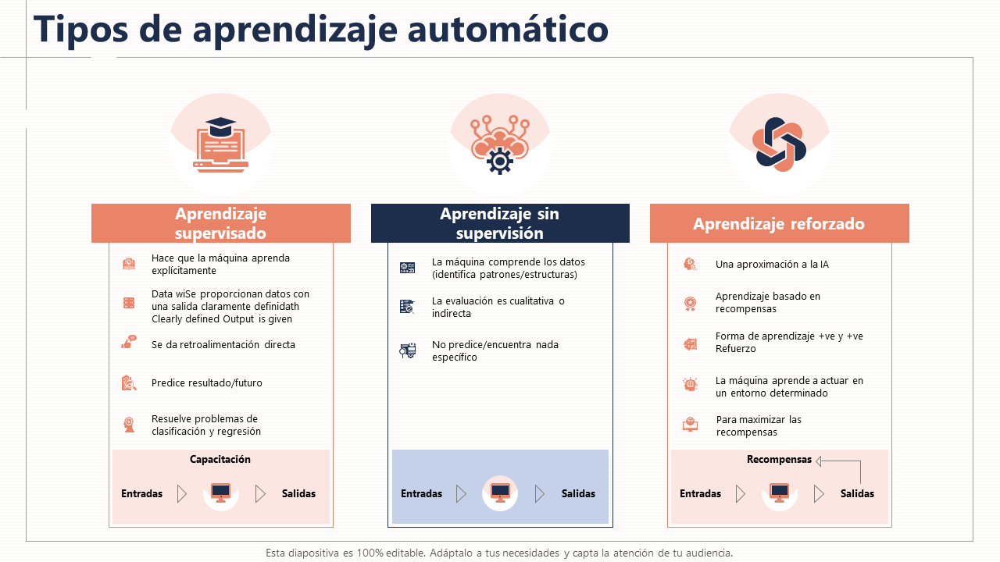 Tipos de aprendizaje automático
Aprendizaje
supervisado
Hace que la máquina aprenda
explícitamente
Data wiSe proporcionan datos con
una salida claramente definidath
Clearly defined Output is given
Se da retroalimentación directa
Predice resultado/futuro
Resuelve problemas de
clasificación y regresión
Capacitación
Entradas
Salidas
Aprendizaje sin
supervisión
La máquina comprende los datos
(identifica patrones/estructuras)
La evaluación es cualitativa o
indirecta
No predice/encuentra nada
específico
Entradas
Salidas
Aprendizaje reforzado
Una aproximación a la IA
Aprendizaje basado en
recompensas
Forma de aprendizaje +ve y +ve
Refuerzo
La máquina aprende a actuar en
un entorno determinado
Para maximizar las
recompensas
Recompensas
Entradas
Salidas
Esta diapositiva es 100% editable. Adáptalo a tus necesidades y capta la atención de tu audiencia.